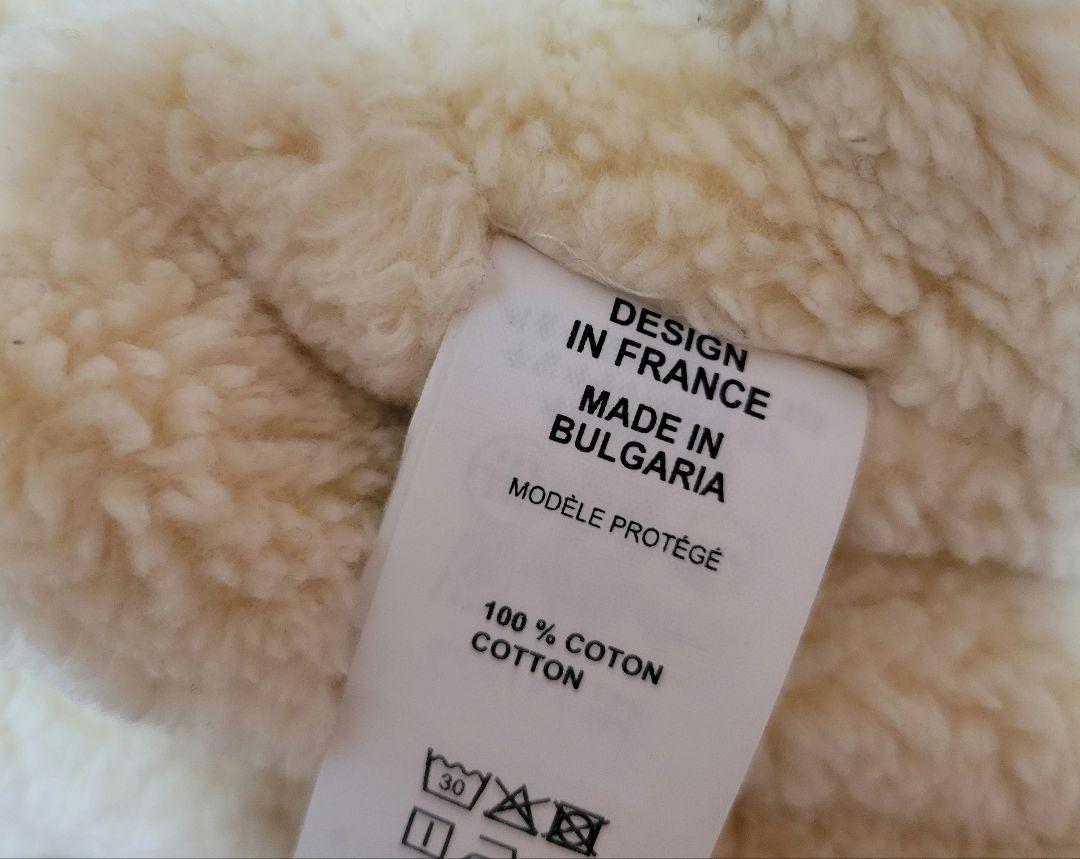 DESIGN
IN FRANCE
MADE IN
BULGARIA
MODÈLE PROTÉGÉ
100 % COTON
COTTON
30